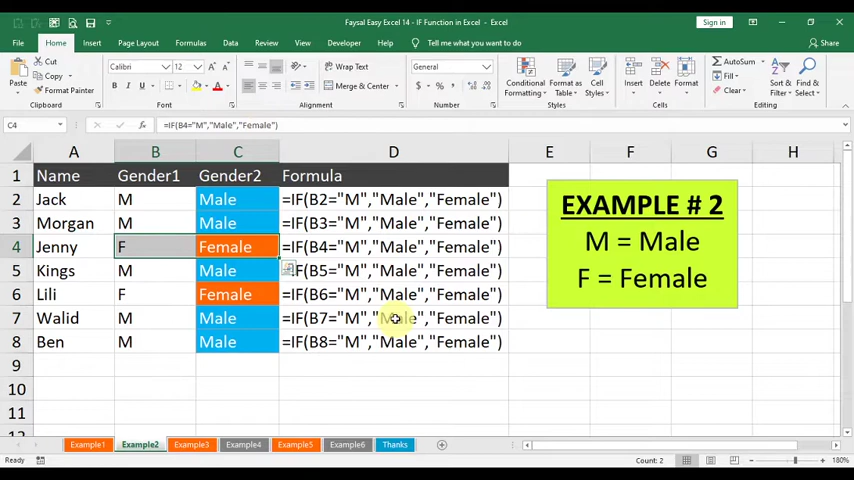 Faysal Easy Excel 14 - IF Function in Excel - Excel
Sign in
File Home Insert Page Layout Formulas Data Review View Developer Help Tell me what you want to do Share
Cut
Copy
Format Painter
Paste
Clipboard
Calibri 12
B I U
Font
Wrap Text
Merge & Center
Alignment
General
$ % ,
Number
Conditional Formatting
Format as Table
Cell Styles
Styles
Insert Delete Format
Cells
AutoSum
Fill
Clear
Sort & Filter
Find & Select
Editing
C4 fx =IF(B4="M","Male","Female")
A B C D E F G H
1 Name Gender1 Gender2 Formula
2 Jack M Male =IF(B2="M","Male","Female")
3 Morgan M Male =IF(B3="M","Male","Female")
4 Jenny F Female =IF(B4="M","Male","Female")
5 Kings M Male =IF(B5="M","Male","Female")
6 Lili F Female =IF(B6="M","Male","Female")
7 Walid M Male =IF(B7="M","Male","Female")
8 Ben M Male =IF(B8="M","Male","Female")
9
10
11
EXAMPLE # 2
M = Male
F = Female
Example1 Example2 Example3 Example4 Example5 Example6 Thanks
Ready Count: 2 180%